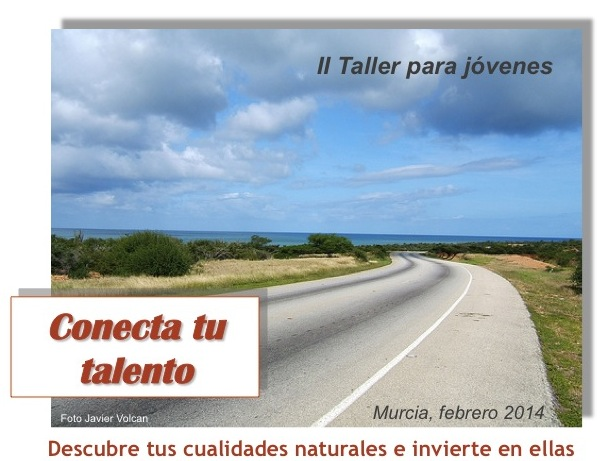 II Taller para jóvenes
Conecta tu
talento
Foto Javier Volcan
Murcia, febrero 2014
Descubre tus cualidades naturales e invierte en ellas